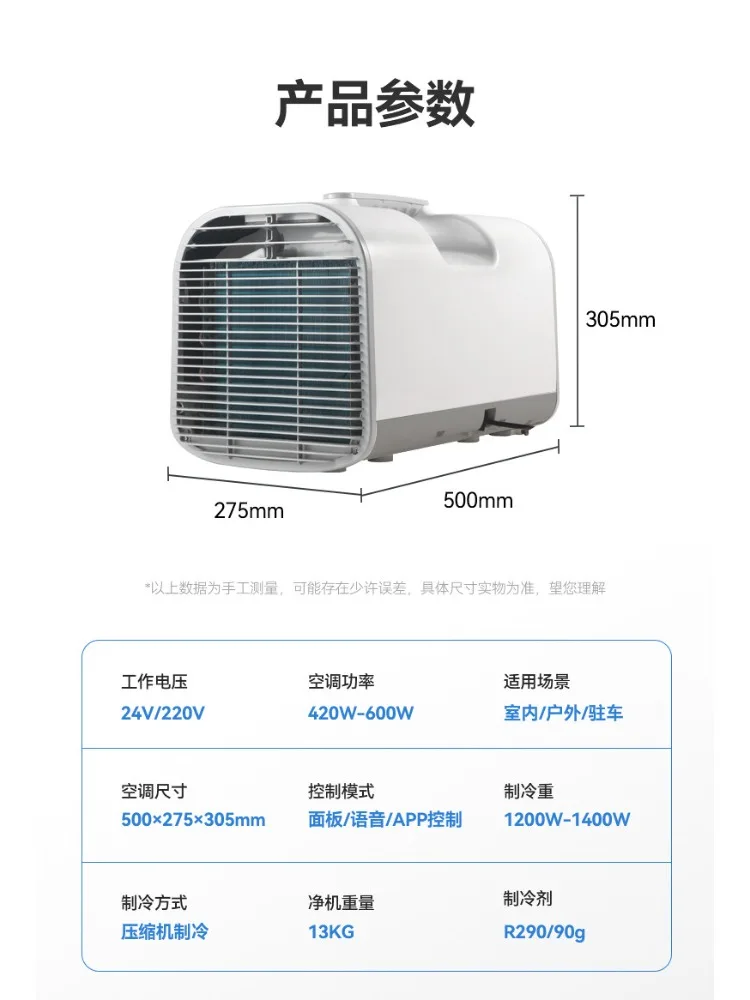 产品参数
305mm
500mm
275mm
*以上数据为手工测量，可能存在少许误差，具体尺寸实物为准，望您理解
工作电压 空调功率 适用场景
24V/220V 420W-600W 室内/户外/驻车
空调尺寸 控制模式 制冷重
500×275×305mm 面板/语音/APP控制 1200W-1400W
制冷方式 净机重量 制冷剂
压缩机制冷 13KG R290/90g